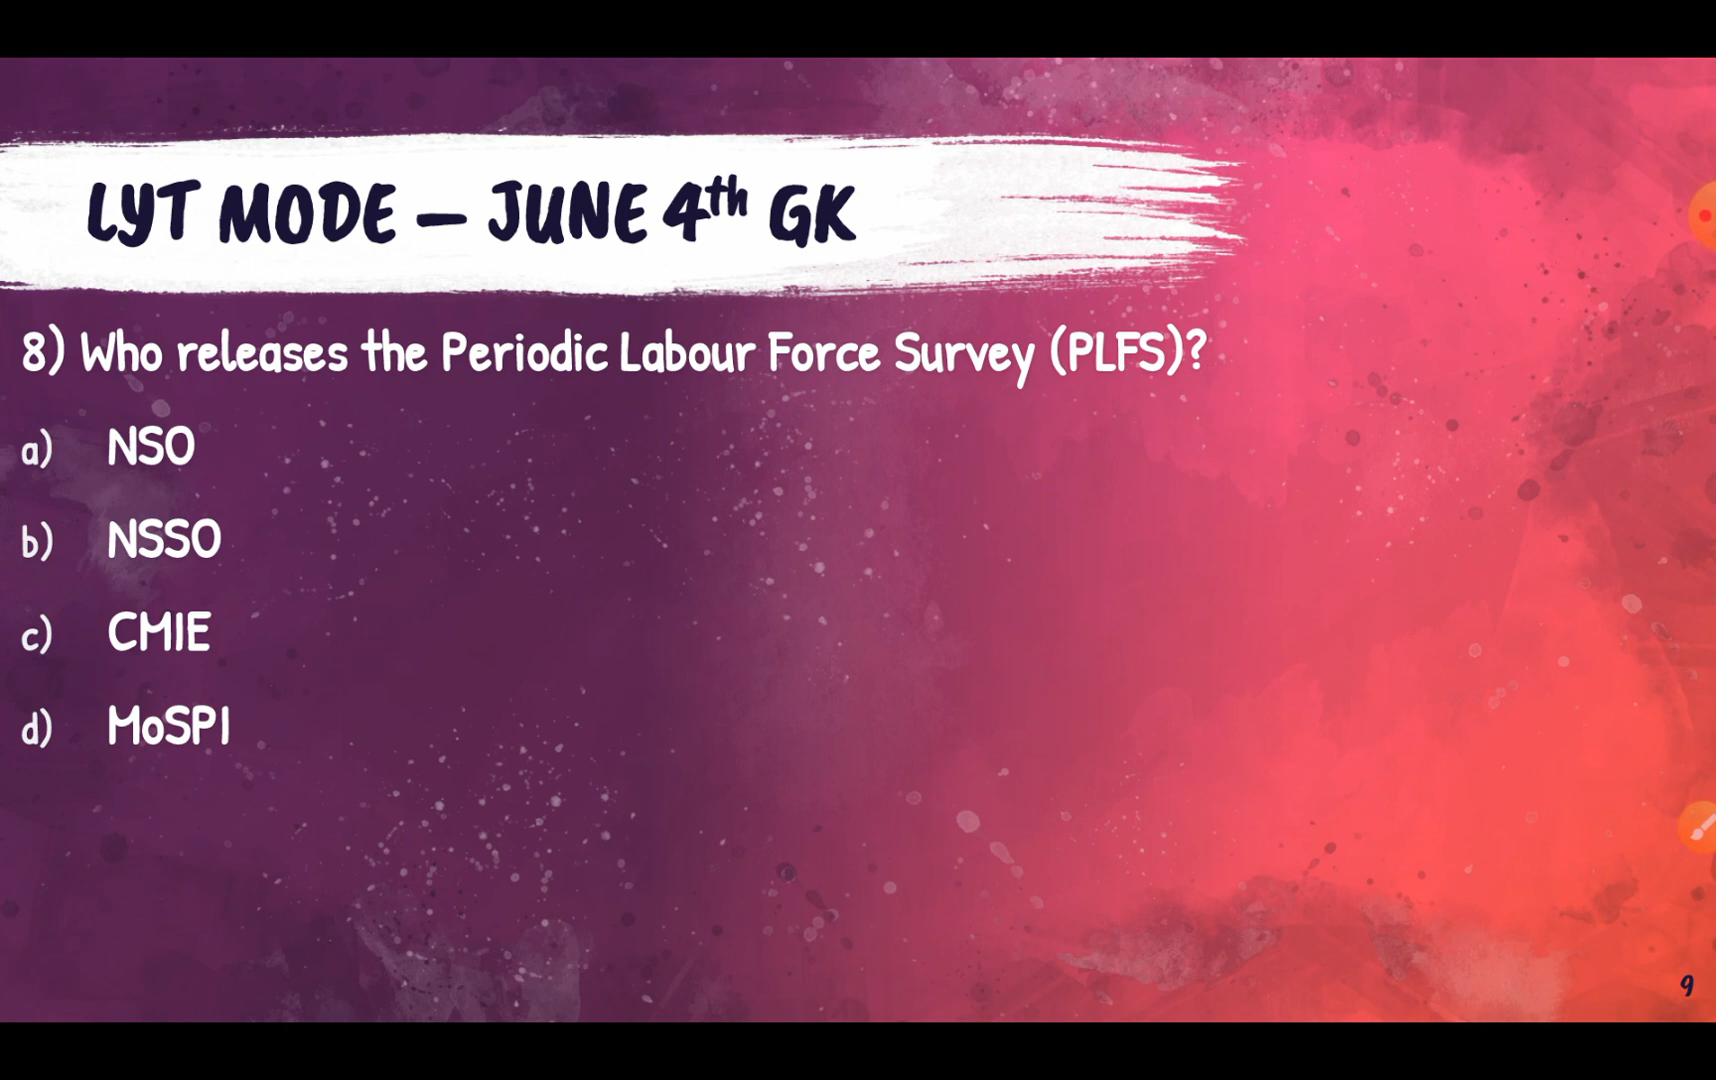 LYT MODE – JUNE 4th GK
8) Who releases the Periodic Labour Force Survey (PLFS)?
a) NSO
b) NSSO
c) CMIE
d) MoSPI
9